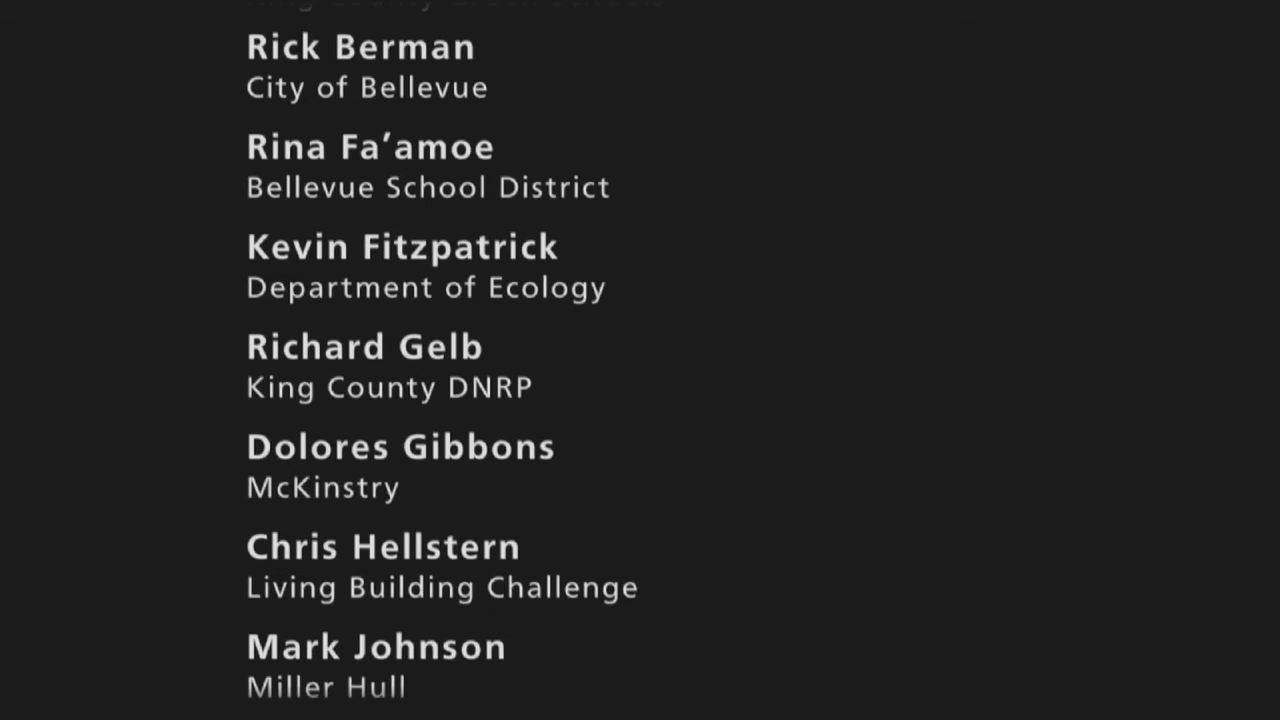 Rick Berman
City of Bellevue
Rina Fa’amoe
Bellevue School District
Kevin Fitzpatrick
Department of Ecology
Richard Gelb
King County DNRP
Dolores Gibbons
McKinstry
Chris Hellstern
Living Building Challenge
Mark Johnson
Miller Hull